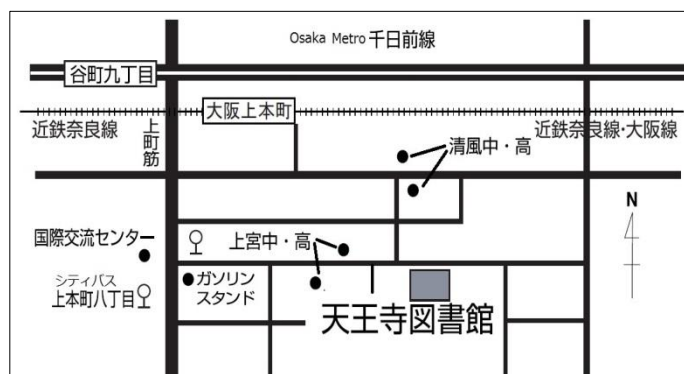 Osaka Metro 千日前線
谷町九丁目
大阪上本町
近鉄奈良線
上町筋
近鉄奈良線・大阪線
清風中・高
N
国際交流センター
上宮中・高
シティバス
上本町八丁目
ガソリン
スタンド
天王寺図書館